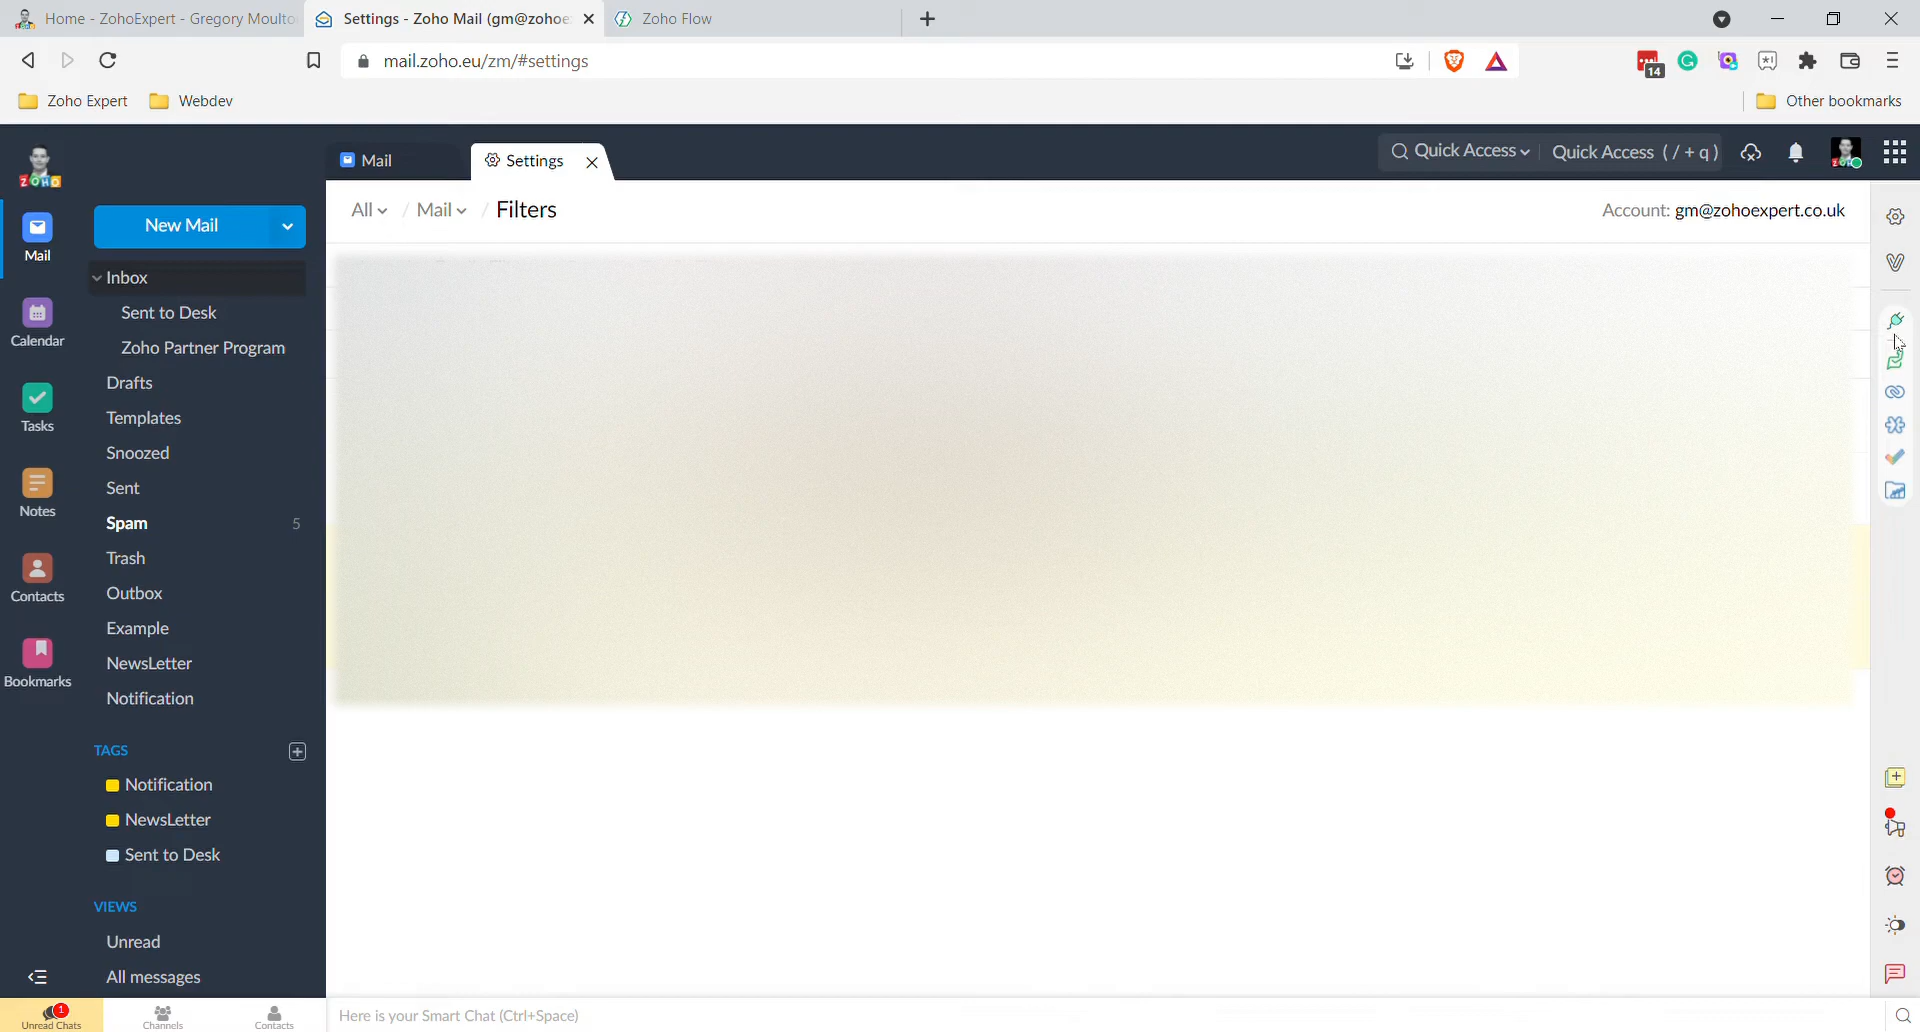 Home - ZohoExpert - Gregory Moulto
Settings - Zoho Mail (gm@zohoe
Zoho Flow
mail.zoho.eu/zm/#settings
14
Zoho Expert
Webdev
Other bookmarks
ZOHO
Mail
Settings
Quick Access
Quick Access ( / + q )
Mail
Calendar
Tasks
Notes
Contacts
Bookmarks
New Mail
Inbox
Sent to Desk
Zoho Partner Program
Drafts
Templates
Snoozed
Sent
Spam 5
Trash
Outbox
Example
NewsLetter
Notification
TAGS
Notification
NewsLetter
Sent to Desk
VIEWS
Unread
All messages
All / Mail / Filters
Account: gm@zohoexpert.co.uk
1
Unread Chats
Channels
Contacts
Here is your Smart Chat (Ctrl+Space)